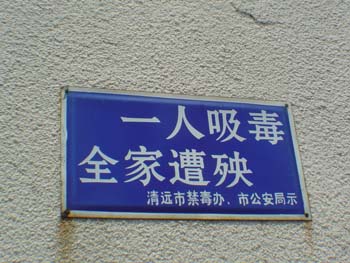 一人吸毒
全家遭殃
清远市禁毒办、市公安局示